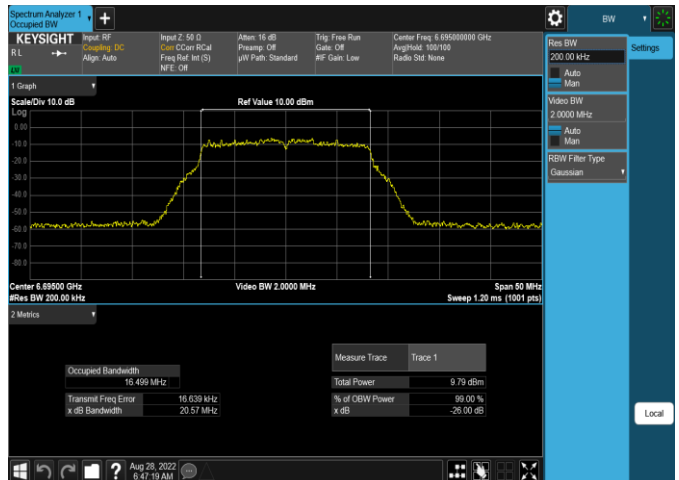 Spectrum Analyzer 1
Occupied BW
+
BW
KEYSIGHT
R L
LV
Input: RF
Coupling: DC
Align: Auto
Input Z: 50 Ω
Corr CCorr RCal
Freq Ref: Int (S)
NFE: Off
Atten: 16 dB
Preamp: Off
µW Path: Standard
Trig: Free Run
Gate: Off
#IF Gain: Low
Center Freq: 6.695000000 GHz
Avg|Hold: 100/100
Radio Std: None
Res BW
200.00 kHz
Auto
Man
Video BW
2.0000 MHz
Auto
Man
RBW Filter Type
Gaussian
Settings
Local
1 Graph
Scale/Div 10.0 dB
Ref Value 10.00 dBm
Log
0.00
-10.0
-20.0
-30.0
-40.0
-50.0
-60.0
-70.0
-80.0
Center 6.69500 GHz
Video BW 2.0000 MHz
Span 50 MHz
#Res BW 200.00 kHz
Sweep 1.20 ms (1001 pts)
2 Metrics
Occupied Bandwidth
16.499 MHz
Transmit Freq Error 16.639 kHz
x dB Bandwidth 20.57 MHz
Measure Trace Trace 1
Total Power 9.79 dBm
% of OBW Power 99.00 %
x dB -26.00 dB
?
Aug 28, 2022
6:47:19 AM